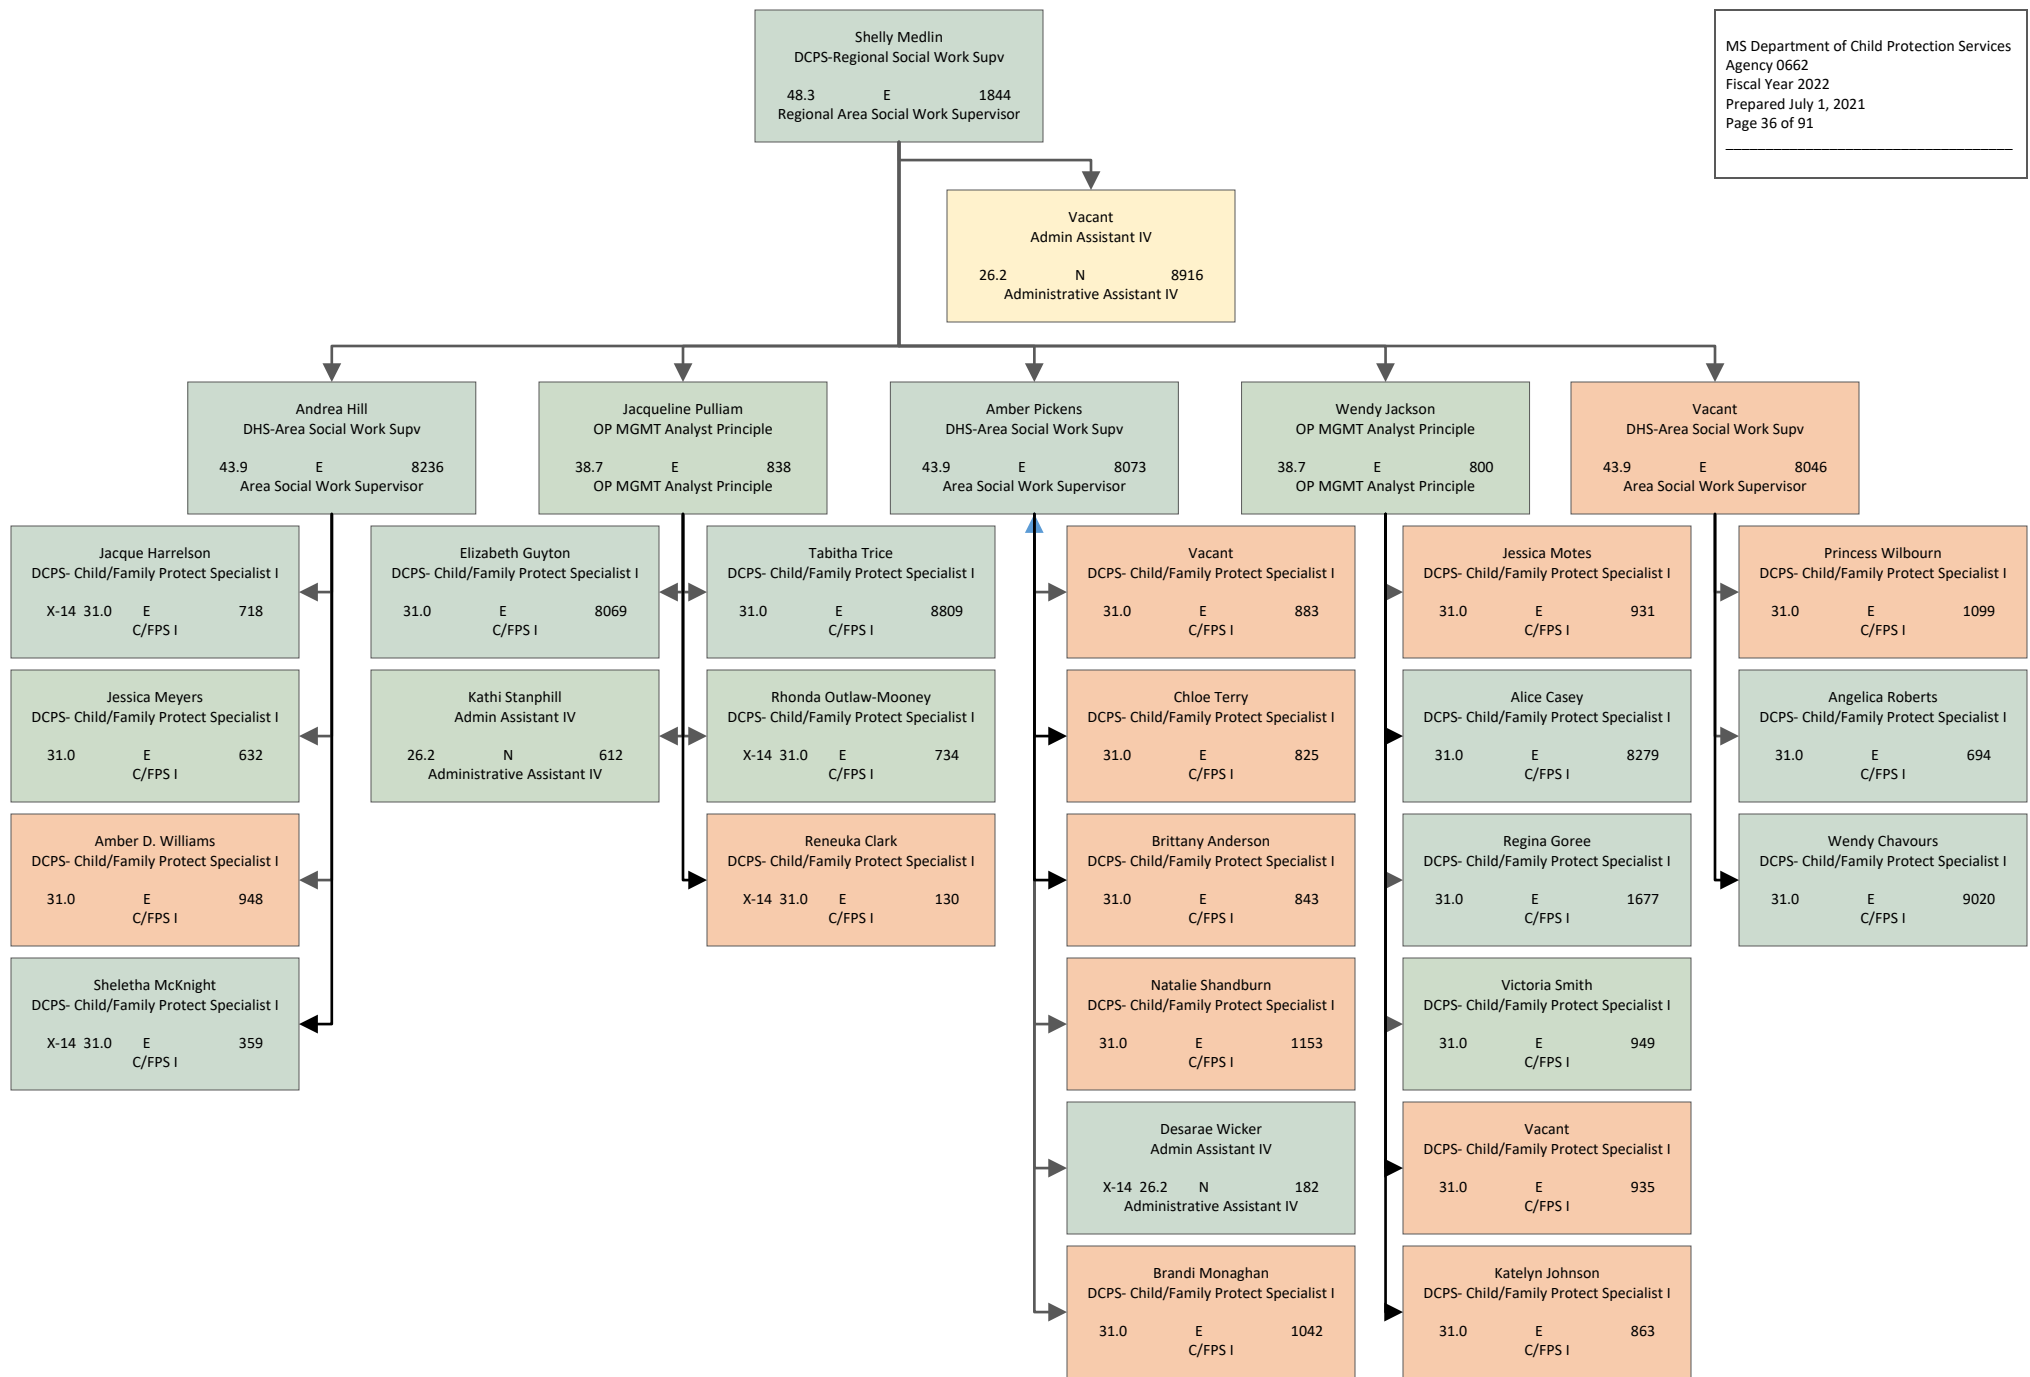 Shelly Medlin
DCPS-Regional Social Work Supv
48.3 E 1844
Regional Area Social Work Supervisor
MS Department of Child Protection Services
Agency 0662
Fiscal Year 2022
Prepared July 1, 2021
Page 36 of 91
Vacant
Admin Assistant IV
26.2 N 8916
Administrative Assistant IV
Andrea Hill
DHS-Area Social Work Supv
43.9 E 8236
Area Social Work Supervisor
Jacqueline Pulliam
OP MGMT Analyst Principle
38.7 E 838
OP MGMT Analyst Principle
Amber Pickens
DHS-Area Social Work Supv
43.9 E 8073
Area Social Work Supervisor
Wendy Jackson
OP MGMT Analyst Principle
38.7 E 800
OP MGMT Analyst Principle
Vacant
DHS-Area Social Work Supv
43.9 E 8046
Area Social Work Supervisor
Jacque Harrelson
DCPS- Child/Family Protect Specialist I
X-14 31.0 E 718
C/FPS I
Jessica Meyers
DCPS- Child/Family Protect Specialist I
31.0 E 632
C/FPS I
Amber D. Williams
DCPS- Child/Family Protect Specialist I
31.0 E 948
C/FPS I
Sheletha McKnight
DCPS- Child/Family Protect Specialist I
X-14 31.0 E 359
C/FPS I
Elizabeth Guyton
DCPS- Child/Family Protect Specialist I
31.0 E 8069
C/FPS I
Kathi Stanphill
Admin Assistant IV
26.2 N 612
Administrative Assistant IV
Tabitha Trice
DCPS- Child/Family Protect Specialist I
31.0 E 8809
C/FPS I
Rhonda Outlaw-Mooney
DCPS- Child/Family Protect Specialist I
X-14 31.0 E 734
C/FPS I
Reneuka Clark
DCPS- Child/Family Protect Specialist I
X-14 31.0 E 130
C/FPS I
Vacant
DCPS- Child/Family Protect Specialist I
31.0 E 883
C/FPS I
Chloe Terry
DCPS- Child/Family Protect Specialist I
31.0 E 825
C/FPS I
Brittany Anderson
DCPS- Child/Family Protect Specialist I
31.0 E 843
C/FPS I
Natalie Shandburn
DCPS- Child/Family Protect Specialist I
31.0 E 1153
C/FPS I
Desarae Wicker
Admin Assistant IV
X-14 26.2 N 182
Administrative Assistant IV
Brandi Monaghan
DCPS- Child/Family Protect Specialist I
31.0 E 1042
C/FPS I
Jessica Motes
DCPS- Child/Family Protect Specialist I
31.0 E 931
C/FPS I
Alice Casey
DCPS- Child/Family Protect Specialist I
31.0 E 8279
C/FPS I
Regina Goree
DCPS- Child/Family Protect Specialist I
31.0 E 1677
C/FPS I
Victoria Smith
DCPS- Child/Family Protect Specialist I
31.0 E 949
C/FPS I
Vacant
DCPS- Child/Family Protect Specialist I
31.0 E 935
C/FPS I
Katelyn Johnson
DCPS- Child/Family Protect Specialist I
31.0 E 863
C/FPS I
Princess Wilbourn
DCPS- Child/Family Protect Specialist I
31.0 E 1099
C/FPS I
Angelica Roberts
DCPS- Child/Family Protect Specialist I
31.0 E 694
C/FPS I
Wendy Chavours
DCPS- Child/Family Protect Specialist I
31.0 E 9020
C/FPS I